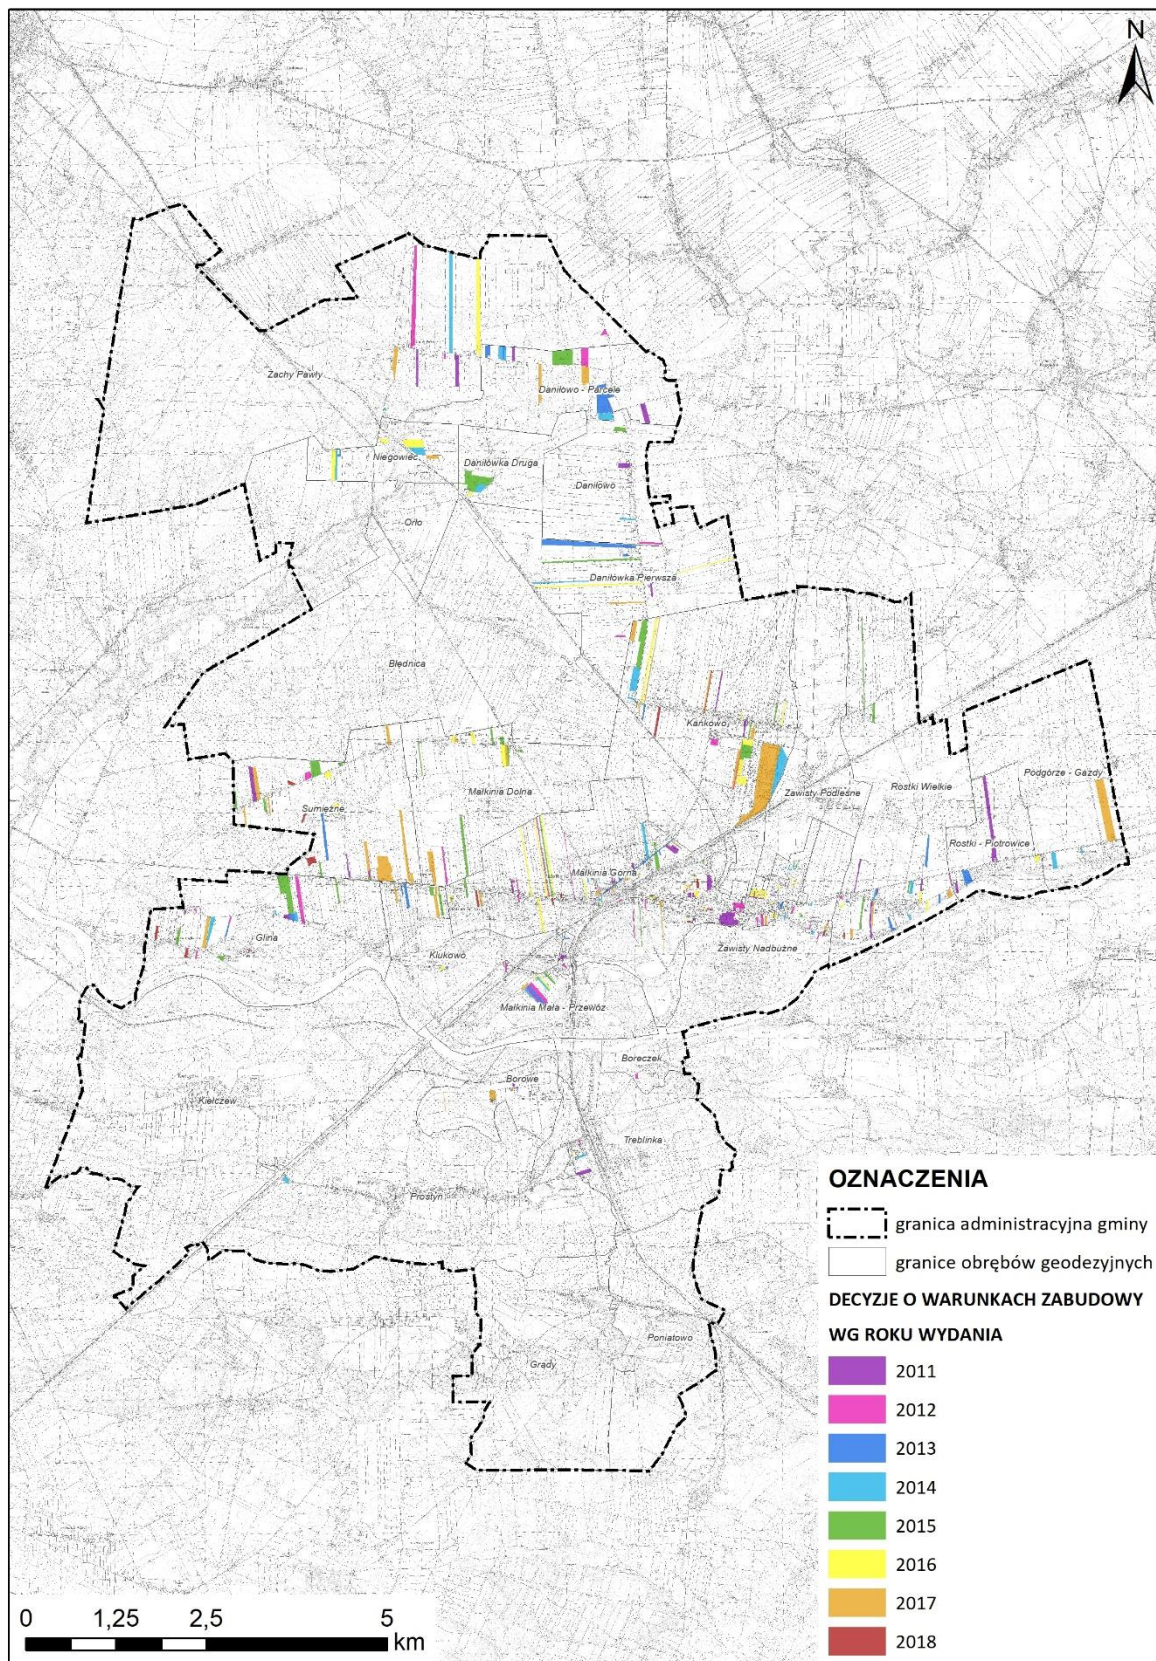 N
Żachy Pawły
Daniłowo - Parcele
Niegowiec
Daniłówka Druga
Daniłowo
Orło
Daniłówka Pierwsza
Błędnica
Kańkowo
Podgórze - Gazdy
Rostki Wielkie
Zawisty Podleśne
Małkinia Dolna
Sumiężne
Rostki - Piotrowice
Małkinia Górna
Glina
Zawisty Nadbużne
Klukowo
Małkinia Mała - Przewóz
Boreczek
Borowe
Kiełczew
Treblinka
Prostyń
Poniatowo
Grądy
OZNACZENIA
granica administracyjna gminy
granice obrębów geodezyjnych
DECYZJE O WARUNKACH ZABUDOWY
WG ROKU WYDANIA
2011
2012
2013
2014
2015
2016
2017
2018
0 1,25 2,5 5
km